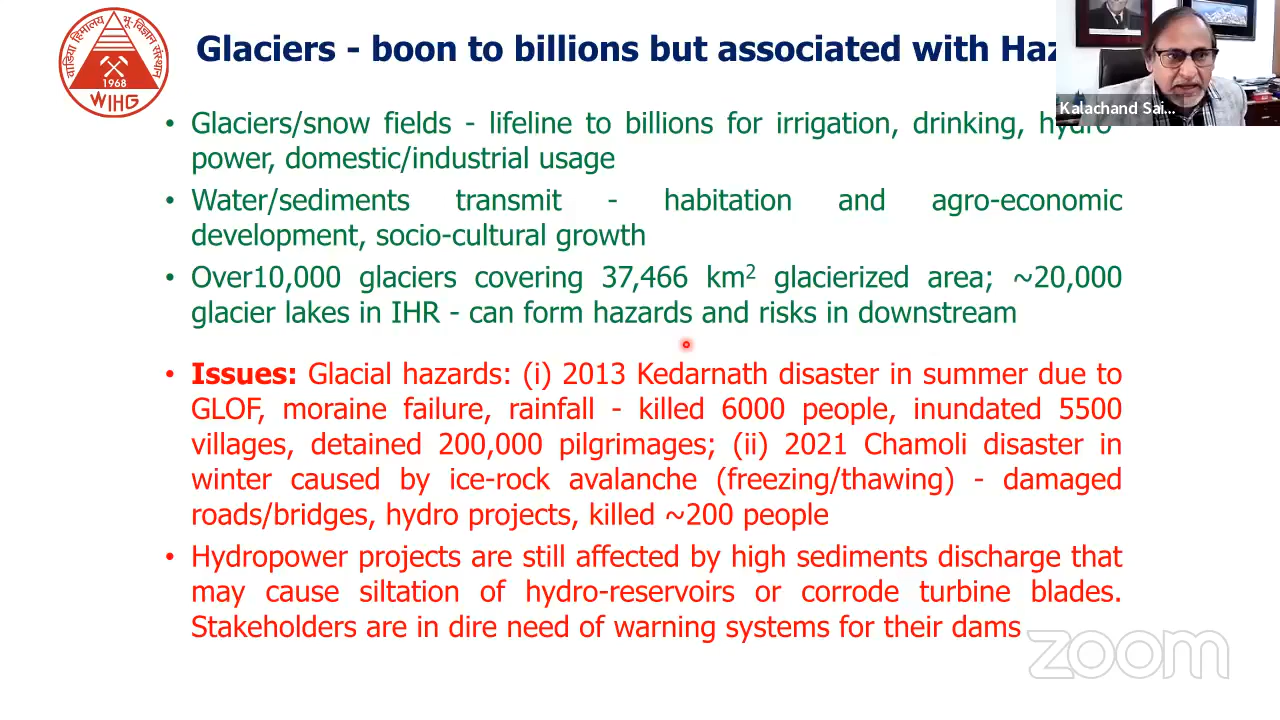 Glaciers - boon to billions but associated with Haz
वाडिया हिमालय भू-विज्ञान संस्थान
1968
WIHG
Kalachand Sai...
• Glaciers/snow fields - lifeline to billions for irrigation, drinking, hydro-
power, domestic/industrial usage
• Water/sediments transmit - habitation and agro-economic
development, socio-cultural growth
• Over10,000 glaciers covering 37,466 km² glacierized area; ~20,000
glacier lakes in IHR - can form hazards and risks in downstream
• Issues: Glacial hazards: (i) 2013 Kedarnath disaster in summer due to
GLOF, moraine failure, rainfall - killed 6000 people, inundated 5500
villages, detained 200,000 pilgrimages; (ii) 2021 Chamoli disaster in
winter caused by ice-rock avalanche (freezing/thawing) - damaged
roads/bridges, hydro projects, killed ~200 people
• Hydropower projects are still affected by high sediments discharge that
may cause siltation of hydro-reservoirs or corrode turbine blades.
Stakeholders are in dire need of warning systems for their dams
zoom